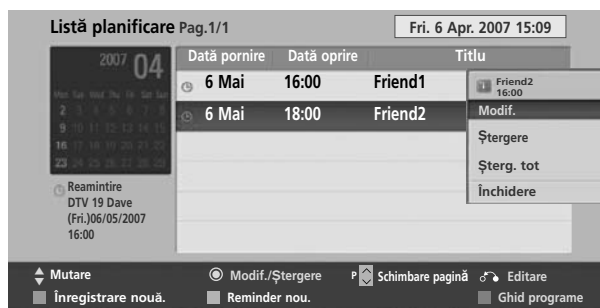 Listă planificare Pag.1/1 Fri. 6 Apr. 2007 15:09
2007 04
Dată pornire Dată oprire Titlu
6 Mai 16:00 Friend1
6 Mai 18:00 Friend2
Friend2
16:00
Modif.
Ștergere
Șterg. tot
Închidere
Reamintire
DTV 19 Dave
(Fri.)06/05/2007
16:00
Mutare Modif./Ștergere P Schimbare pagină Editare
Înregistrare nouă. Reminder nou. Ghid programe